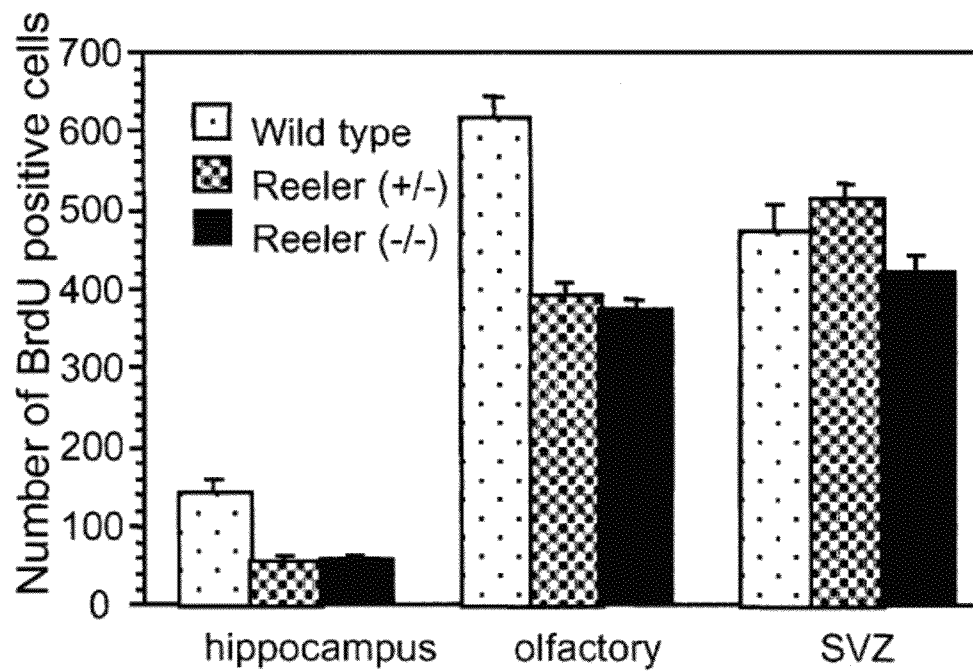 Number of BrdU positive cells
700
600
500
400
300
200
100
0
Wild type
Reeler (+/-)
Reeler (-/-)
hippocampus olfactory SVZ